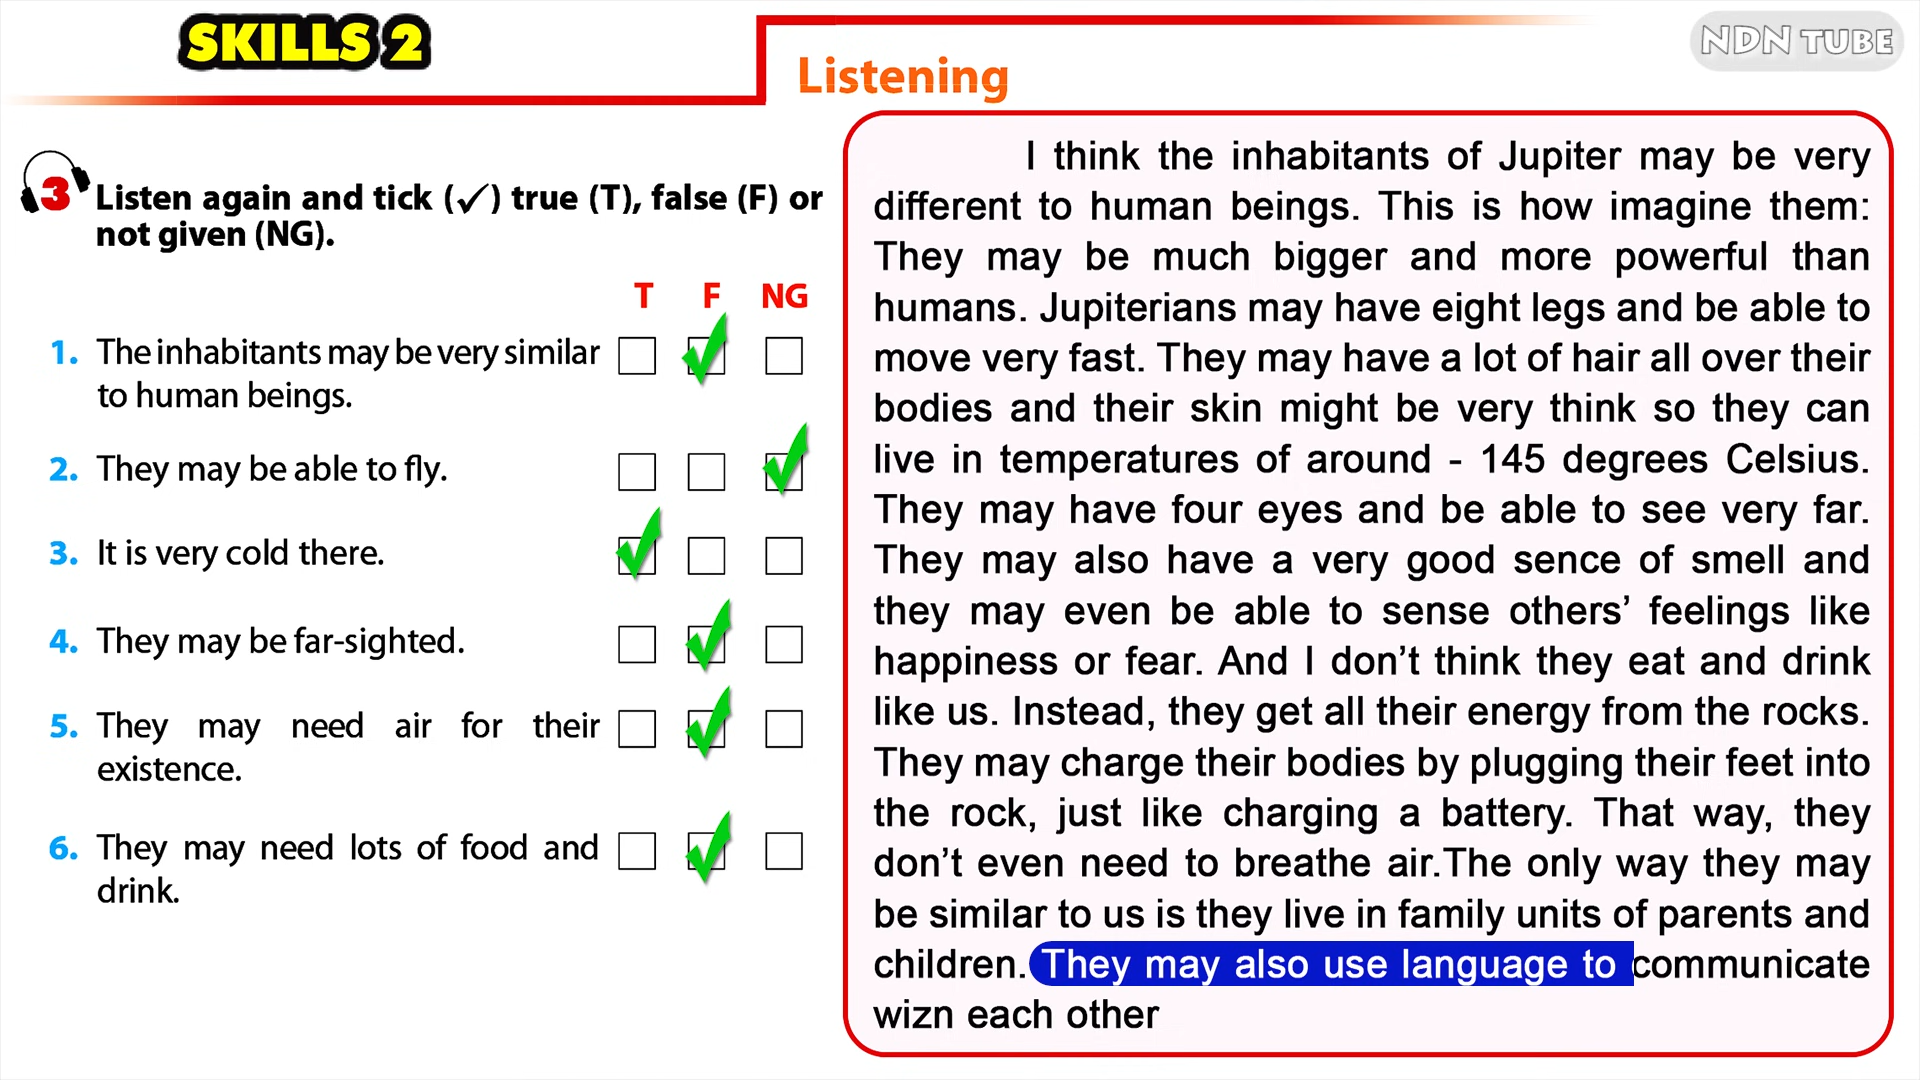 SKILLS 2
NDN TUBE
Listening
3 Listen again and tick (✓) true (T), false (F) or
not given (NG).
T F NG
1. The inhabitants may be very similar
to human beings.
2. They may be able to fly.
3. It is very cold there.
4. They may be far-sighted.
5. They may need air for their
existence.
6. They may need lots of food and
drink.
I think the inhabitants of Jupiter may be very
different to human beings. This is how imagine them:
They may be much bigger and more powerful than
humans. Jupiterians may have eight legs and be able to
move very fast. They may have a lot of hair all over their
bodies and their skin might be very think so they can
live in temperatures of around - 145 degrees Celsius.
They may have four eyes and be able to see very far.
They may also have a very good sence of smell and
they may even be able to sense others’ feelings like
happiness or fear. And I don’t think they eat and drink
like us. Instead, they get all their energy from the rocks.
They may charge their bodies by plugging their feet into
the rock, just like charging a battery. That way, they
don’t even need to breathe air.The only way they may
be similar to us is they live in family units of parents and
children. They may also use language to communicate
wizn each other